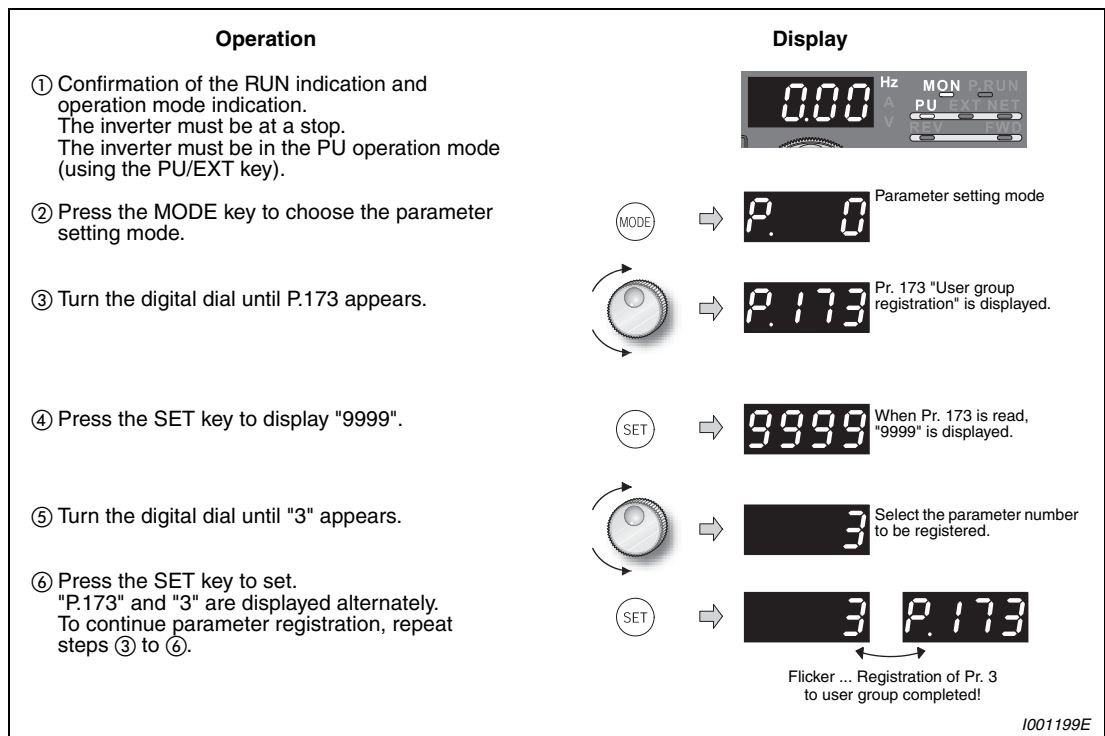 Operation
Display
① Confirmation of the RUN indication and
operation mode indication.
The inverter must be at a stop.
The inverter must be in the PU operation mode
(using the PU/EXT key).
0.00
Hz
A
V
MON P.RUN
PU EXT NET
REV FWD
② Press the MODE key to choose the parameter
setting mode.
MODE
P. 0
Parameter setting mode
③ Turn the digital dial until P.173 appears.
P.173
Pr. 173 "User group
registration" is displayed.
④ Press the SET key to display "9999".
SET
9999
When Pr. 173 is read,
"9999" is displayed.
⑤ Turn the digital dial until "3" appears.
3
Select the parameter number
to be registered.
⑥ Press the SET key to set.
"P.173" and "3" are displayed alternately.
To continue parameter registration, repeat
steps ③ to ⑥.
SET
3 P.173
Flicker ... Registration of Pr. 3
to user group completed!
I001199E